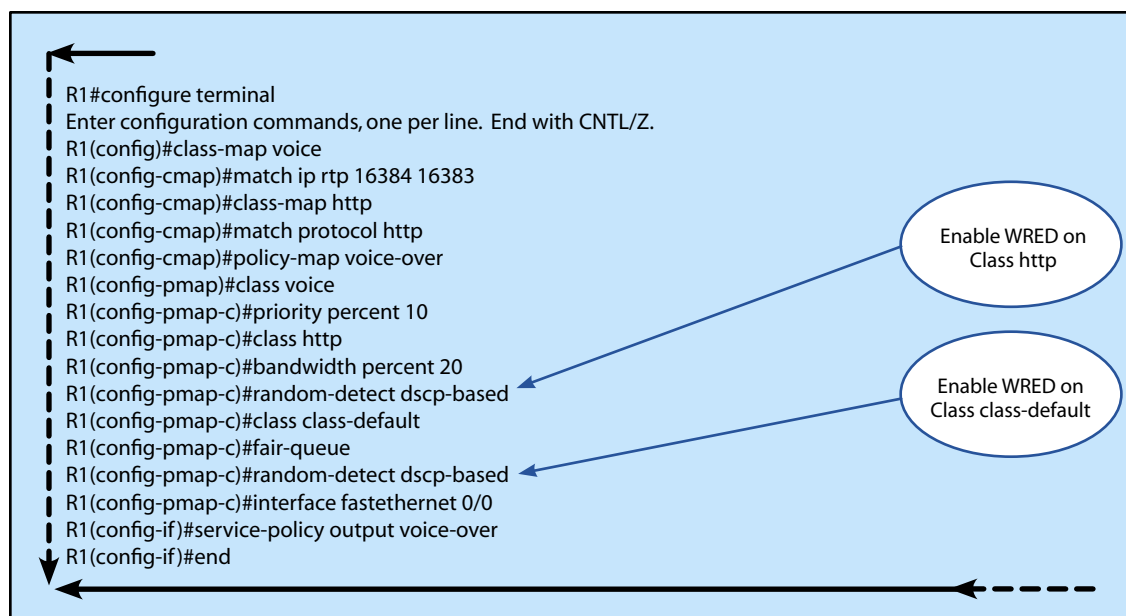 R1#configure terminal
Enter configuration commands, one per line. End with CNTL/Z.
R1(config)#class-map voice
R1(config-cmap)#match ip rtp 16384 16383
R1(config-cmap)#class-map http
R1(config-cmap)#match protocol http
R1(config-cmap)#policy-map voice-over
R1(config-pmap)#class voice
R1(config-pmap-c)#priority percent 10
R1(config-pmap-c)#class http
R1(config-pmap-c)#bandwidth percent 20
R1(config-pmap-c)#random-detect dscp-based
R1(config-pmap-c)#class class-default
R1(config-pmap-c)#fair-queue
R1(config-pmap-c)#random-detect dscp-based
R1(config-pmap-c)#interface fastethernet 0/0
R1(config-if)#service-policy output voice-over
R1(config-if)#end
Enable WRED on
Class http
Enable WRED on
Class class-default